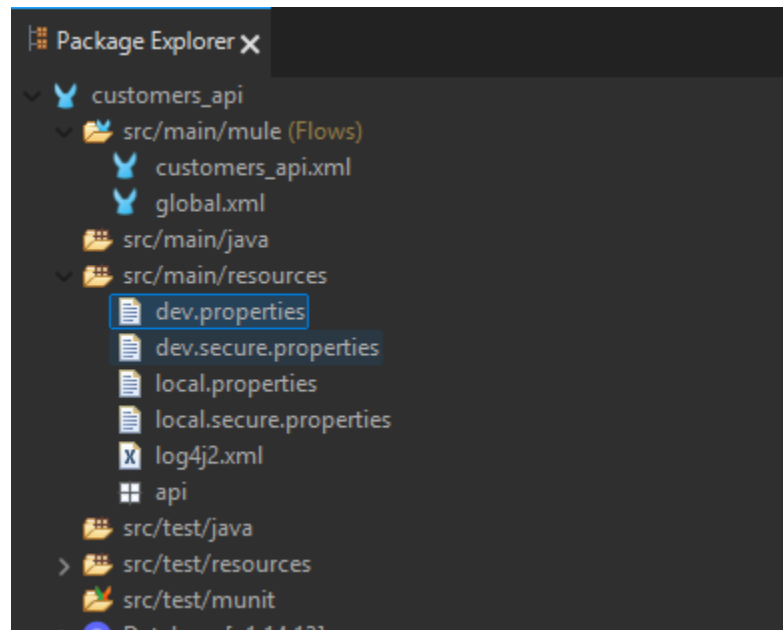 Package Explorer
customers_api
src/main/mule (Flows)
customers_api.xml
global.xml
src/main/java
src/main/resources
dev.properties
dev.secure.properties
local.properties
local.secure.properties
log4j2.xml
api
src/test/java
src/test/resources
src/test/munit